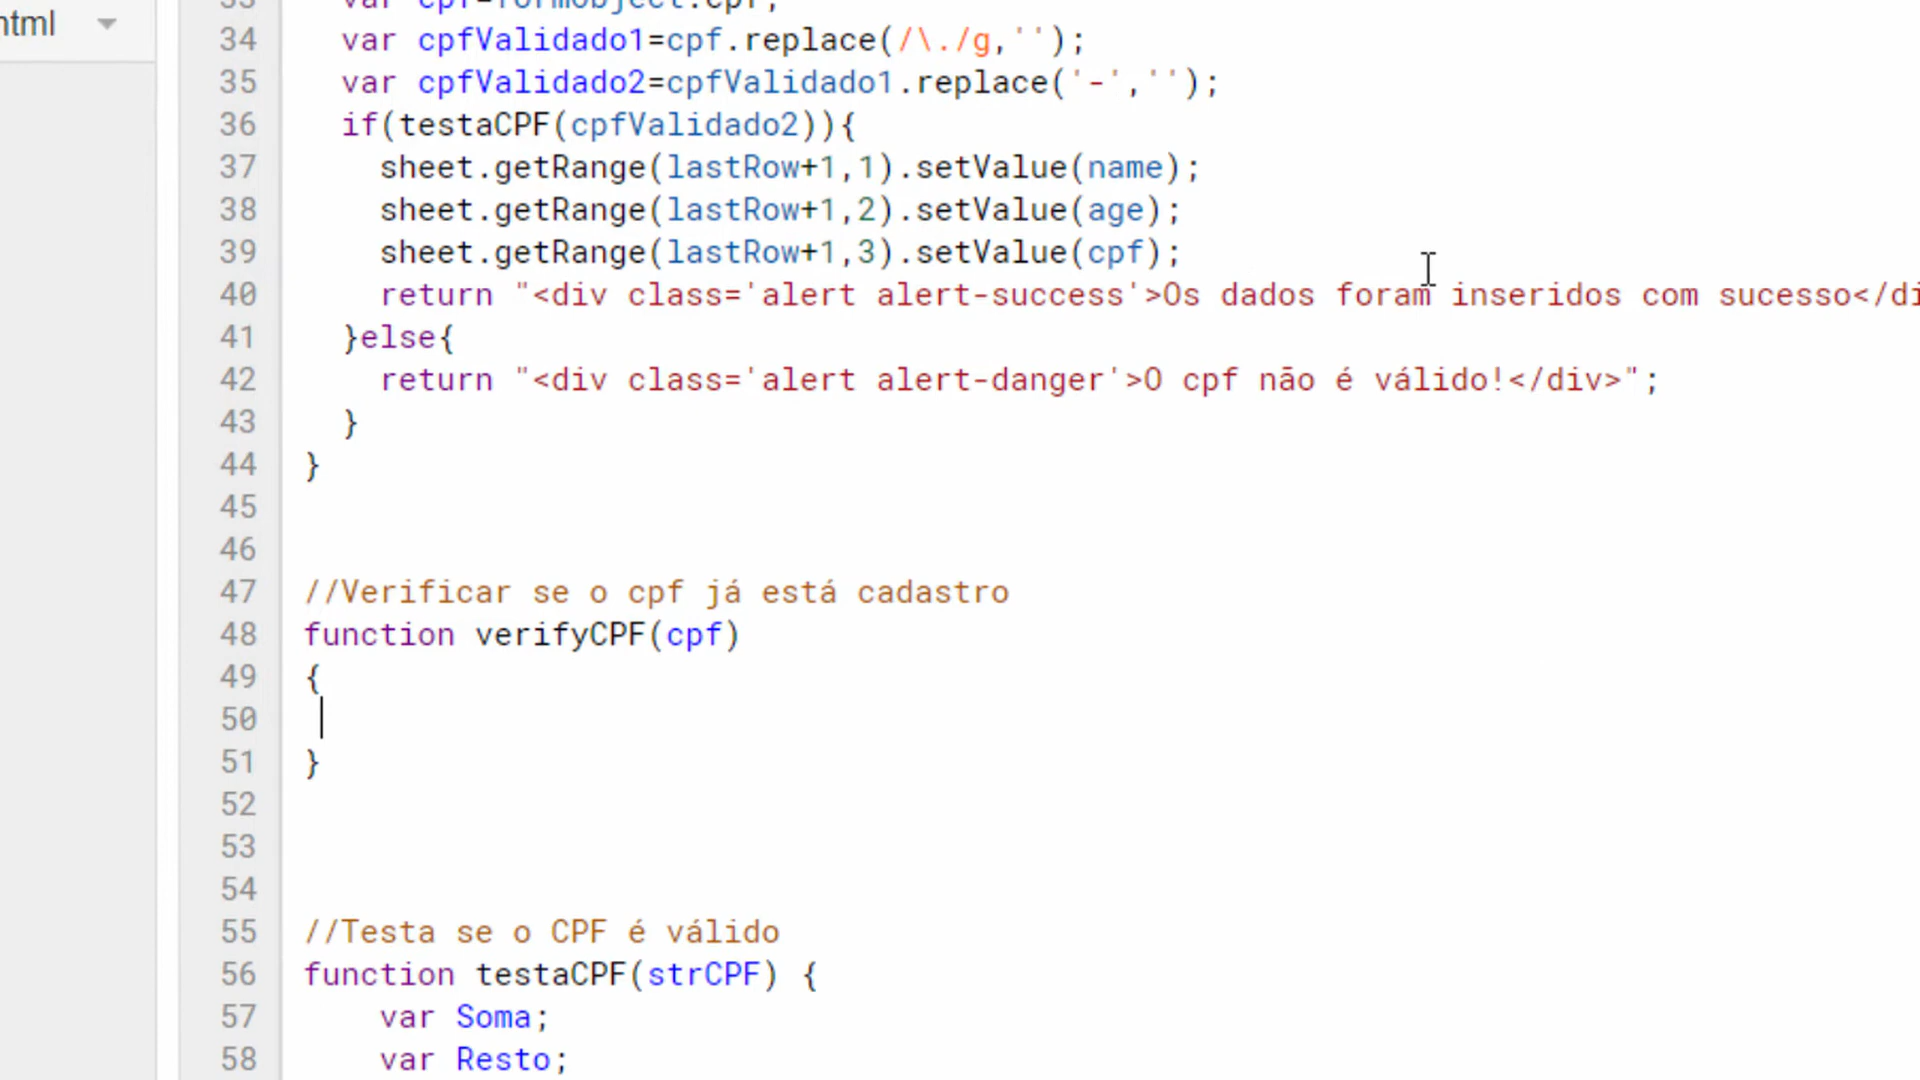 html
33 var cpf=formObject.cpf;
34 var cpfValidado1=cpf.replace(/\./g,'');
35 var cpfValidado2=cpfValidado1.replace('-','');
36 if(testaCPF(cpfValidado2)){
37 sheet.getRange(lastRow+1,1).setValue(name);
38 sheet.getRange(lastRow+1,2).setValue(age);
39 sheet.getRange(lastRow+1,3).setValue(cpf);
40 return "<div class='alert alert-success'>Os dados foram inseridos com sucesso</di
41 }else{
42 return "<div class='alert alert-danger'>O cpf não é válido!</div>";
43 }
44 }
45
46
47 //Verificar se o cpf já está cadastro
48 function verifyCPF(cpf)
49 {
50
51 }
52
53
54
55 //Testa se o CPF é válido
56 function testaCPF(strCPF) {
57 var Soma;
58 var Resto;